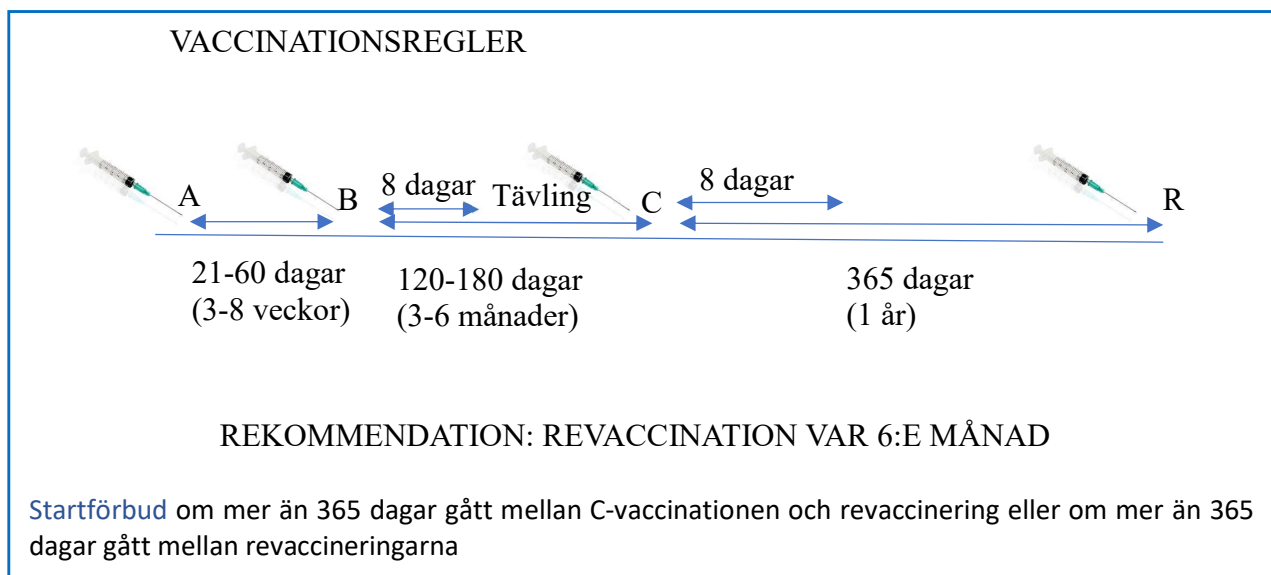 VACCINATIONSREGLER
A
B
8 dagar
Tävling
C
8 dagar
R
21-60 dagar
(3-8 veckor)
120-180 dagar
(3-6 månader)
365 dagar
(1 år)
REKOMMENDATION: REVACCINATION VAR 6:E MÅNAD
Startförbud om mer än 365 dagar gått mellan C-vaccinationen och revaccinering eller om mer än 365
dagar gått mellan revaccineringarna